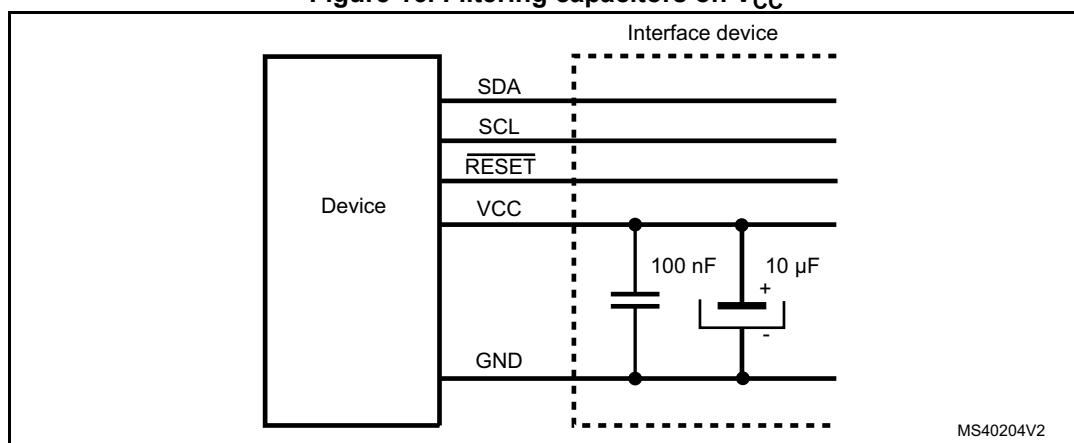 Figure 10. Filtering capacitors on VCC
Interface device
SDA
SCL
RESET
Device
VCC
100 nF
10 µF
+
-
GND
MS40204V2